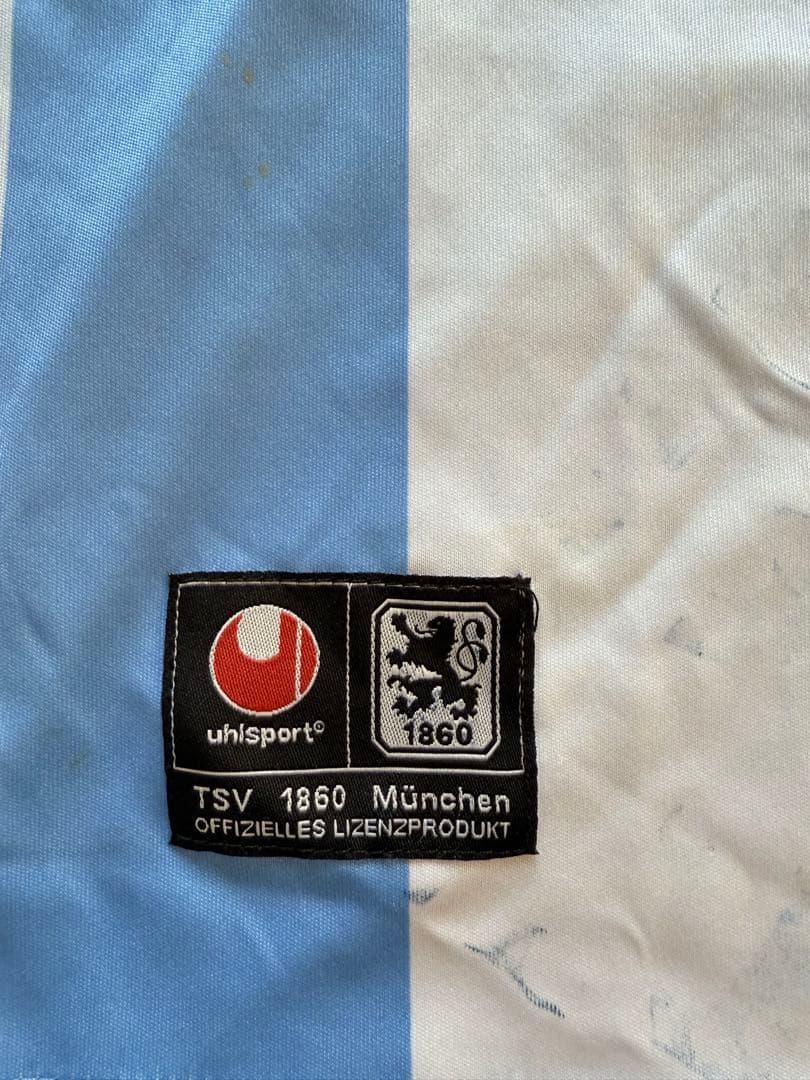 uhlsport©
1860
TSV 1860 München
OFFIZIELLES LIZENZPRODUKT